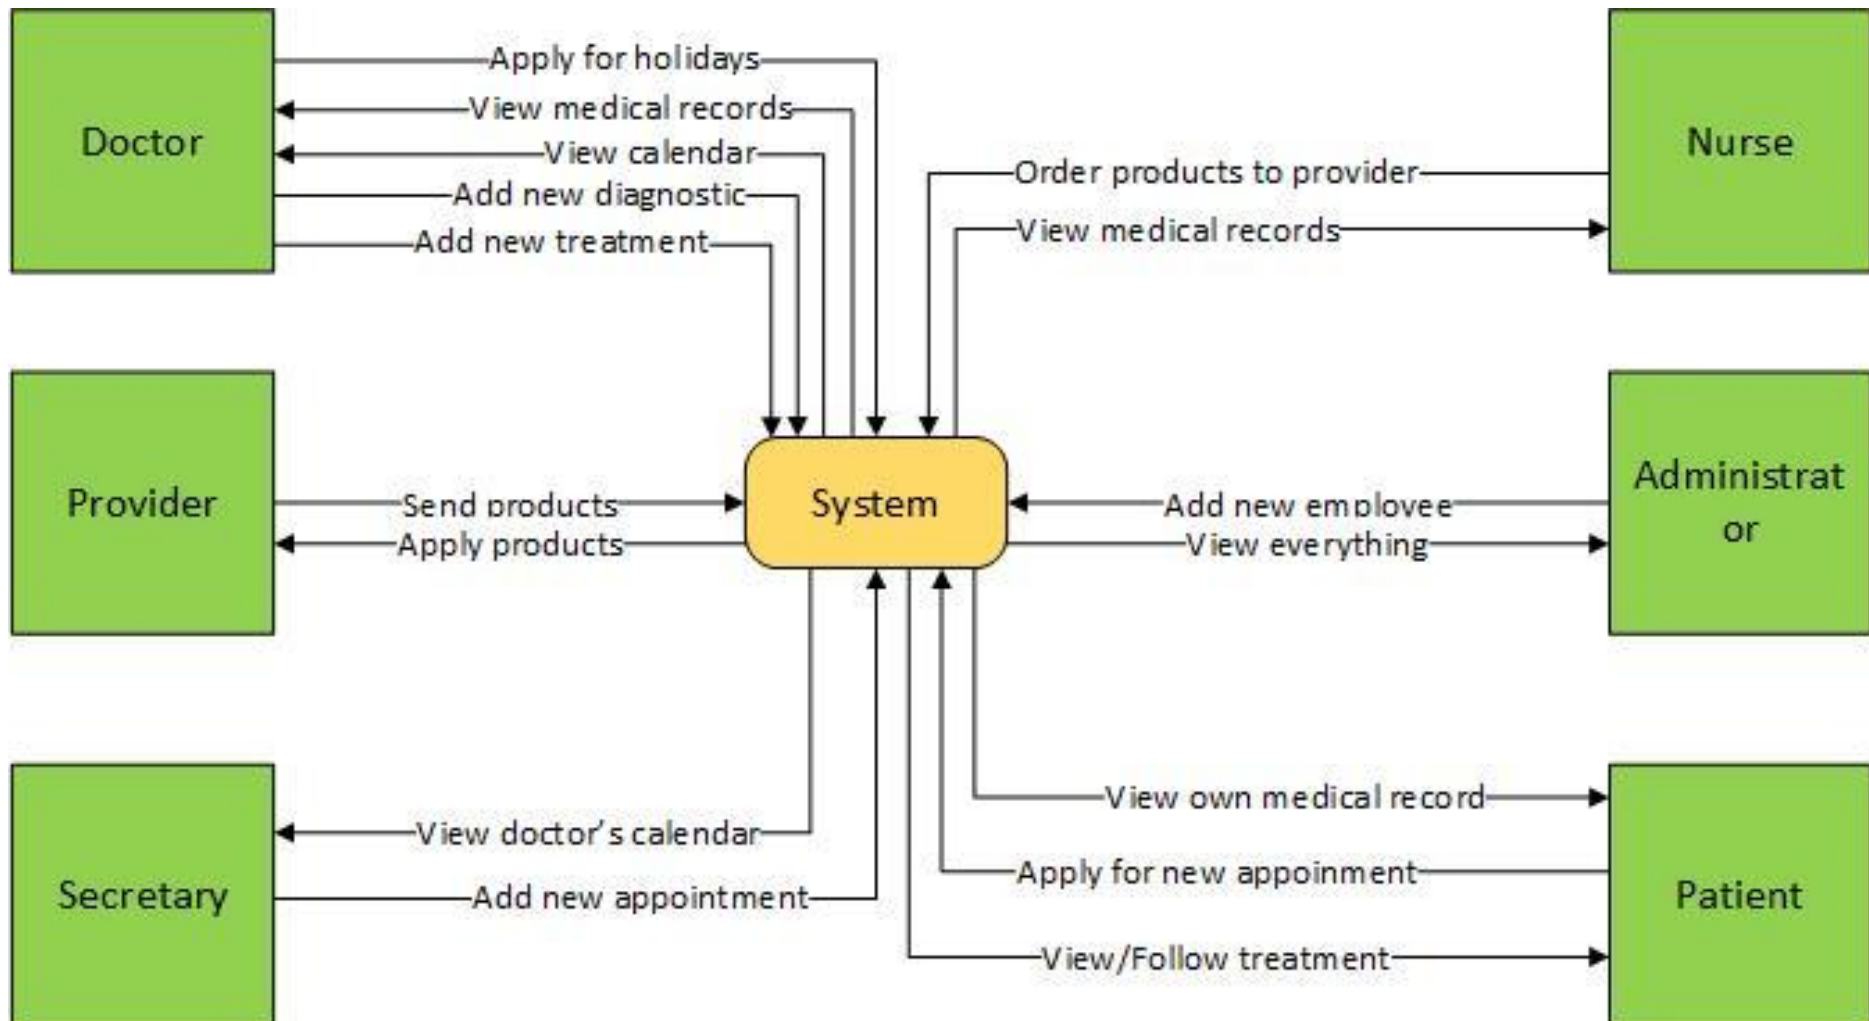 Doctor
Apply for holidays
View medical records
View calendar
Add new diagnostic
Add new treatment
Nurse
Order products to provider
View medical records
Provider
Send products
Apply products
System
Add new employee
View everything
Administrat
or
Secretary
View doctor’s calendar
Add new appointment
View own medical record
Apply for new appoinment
View/Follow treatment
Patient